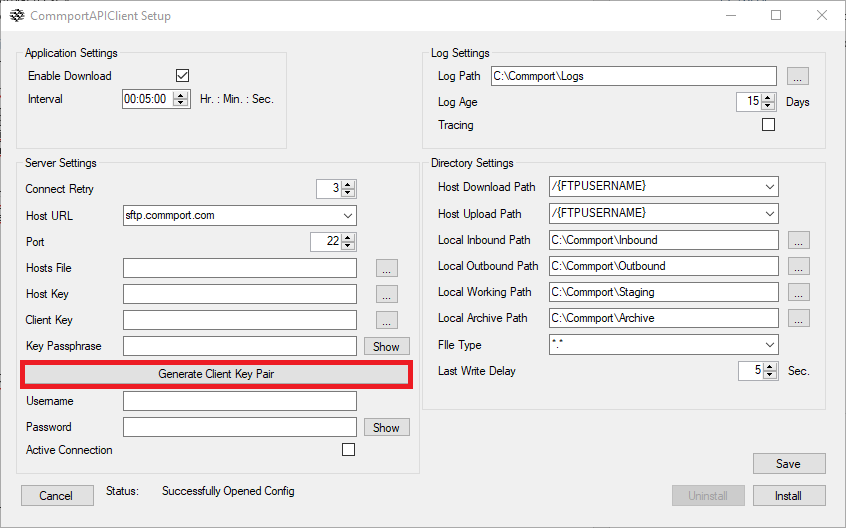 CommportAPIClient Setup
Application Settings
Enable Download
Interval 00:05:00 Hr. : Min. : Sec.
Log Settings
Log Path C:\Commport\Logs ...
Log Age 15 Days
Tracing
Server Settings
Connect Retry 3
Host URL sftp.commport.com
Port 22
Hosts File ...
Host Key ...
Client Key ...
Key Passphrase Show
Generate Client Key Pair
Username
Password Show
Active Connection
Directory Settings
Host Download Path /{FTPUSERNAME}
Host Upload Path /{FTPUSERNAME}
Local Inbound Path C:\Commport\Inbound ...
Local Outbound Path C:\Commport\Outbound ...
Local Working Path C:\Commport\Staging ...
Local Archive Path C:\Commport\Archive ...
FIle Type *.*
Last Write Delay 5 Sec.
Save
Cancel Status: Successfully Opened Config Uninstall Install